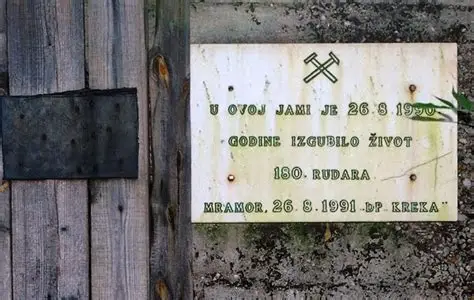 U OVOJ JAMI JE 26 8 1990
GODINE IZGUBILO ŽIVOT
180. RUDARA
MRAMOR, 26. 8. 1991 DP KREKA"